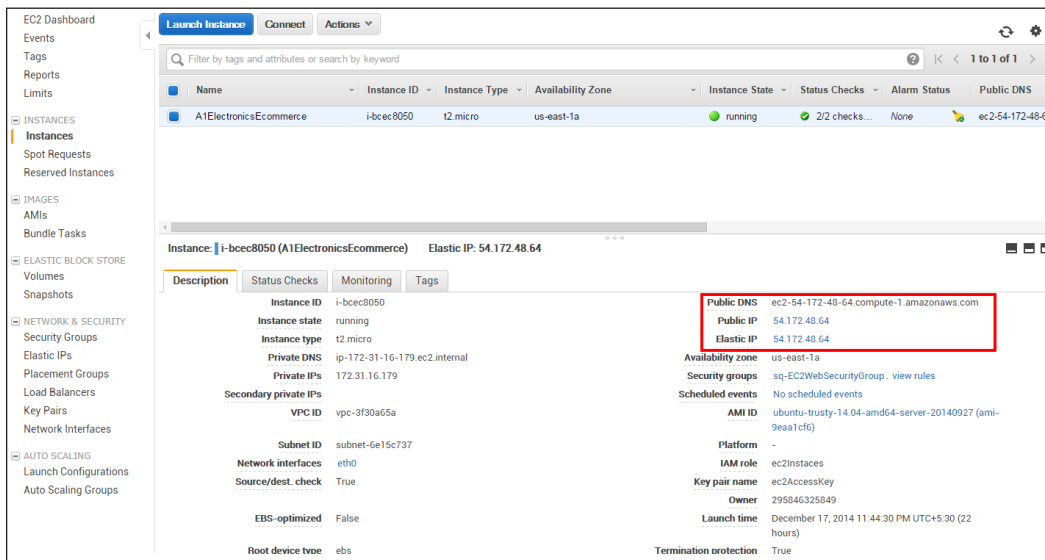 EC2 Dashboard
Events
Tags
Reports
Limits
INSTANCES
Instances
Spot Requests
Reserved Instances
IMAGES
AMIs
Bundle Tasks
ELASTIC BLOCK STORE
Volumes
Snapshots
NETWORK & SECURITY
Security Groups
Elastic IPs
Placement Groups
Load Balancers
Key Pairs
Network Interfaces
AUTO SCALING
Launch Configurations
Auto Scaling Groups
Launch Instance Connect Actions
Filter by tags and attributes or search by keyword 1 to 1 of 1
Name Instance ID Instance Type Availability Zone Instance State Status Checks Alarm Status Public DNS
A1ElectronicsEcommerce i-bcec8050 t2.micro us-east-1a running 2/2 checks... None ec2-54-172-48-6
Instance: i-bcec8050 (A1ElectronicsEcommerce) Elastic IP: 54.172.48.64
Description Status Checks Monitoring Tags
Instance ID i-bcec8050
Instance state running
Instance type t2.micro
Private DNS ip-172-31-16-179.ec2.internal
Private IPs 172.31.16.179
Secondary private IPs
VPC ID vpc-3f30a65a
Subnet ID subnet-6e15c737
Network interfaces eth0
Source/dest. check True
EBS-optimized False
Root device type ebs
Public DNS ec2-54-172-48-64.compute-1.amazonaws.com
Public IP 54.172.48.64
Elastic IP 54.172.48.64
Availability zone us-east-1a
Security groups sq-EC2WebSecurityGroup. view rules
Scheduled events No scheduled events
AMI ID ubuntu-trusty-14.04-amd64-server-20140927 (ami-
9eaa1cf6)
Platform -
IAM role ec2Instaces
Key pair name ec2AccessKey
Owner 295846325849
Launch time December 17, 2014 11:44:30 PM UTC+5:30 (22
hours)
Termination protection True